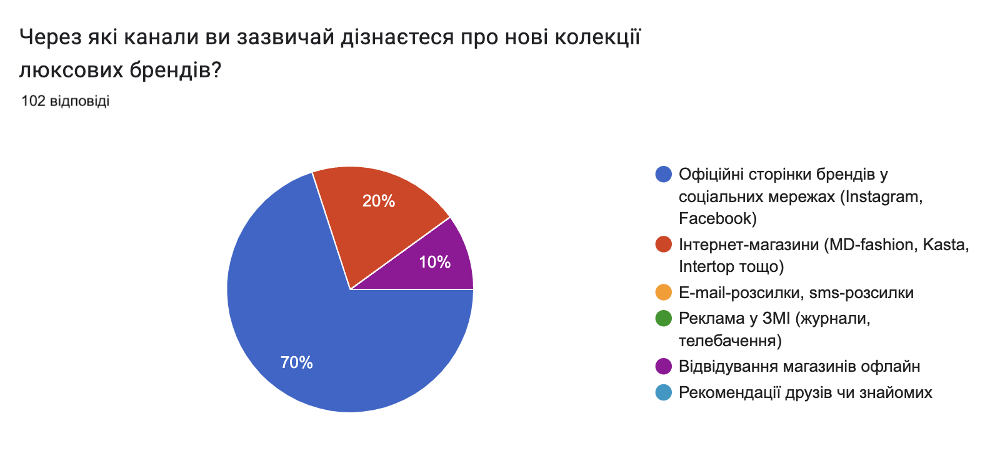 Через які канали ви зазвичай дізнаєтеся про нові колекції
люксових брендів?
102 відповіді
20%
10%
70%
Офіційні сторінки брендів у
соціальних мережах (Instagram,
Facebook)
Інтернет-магазини (MD-fashion, Kasta,
Intertop тощо)
E-mail-розсилки, sms-розсилки
Реклама у ЗМІ (журнали,
телебачення)
Відвідування магазинів офлайн
Рекомендації друзів чи знайомих